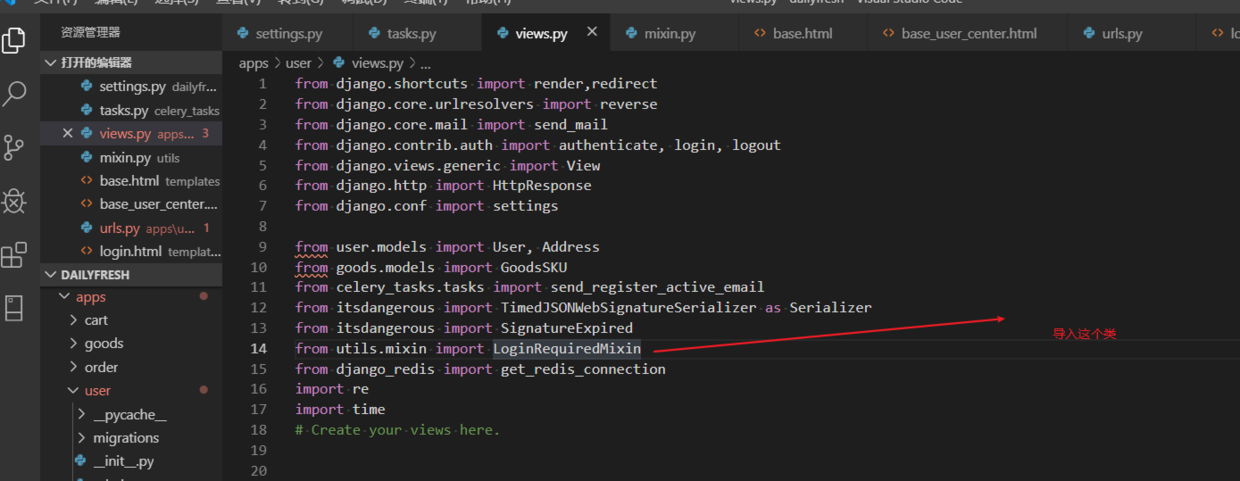 views.py - dailyfresh - Visual Studio Code
资源管理器
settings.py tasks.py views.py × mixin.py base.html base_user_center.html urls.py
打开的编辑器
settings.py dailyfr...
tasks.py celery_tasks
views.py apps... 3
mixin.py utils
base.html templates
base_user_center....
urls.py apps\u... 1
login.html templat...
DAILYFRESH
apps
cart
goods
order
user
__pycache__
migrations
__init__.py
apps > user > views.py > ...
1 from django.shortcuts import render,redirect
2 from django.core.urlresolvers import reverse
3 from django.core.mail import send_mail
4 from django.contrib.auth import authenticate, login, logout
5 from django.views.generic import View
6 from django.http import HttpResponse
7 from django.conf import settings
8
9 from user.models import User, Address
10 from goods.models import GoodsSKU
11 from celery_tasks.tasks import send_register_active_email
12 from itsdangerous import TimedJSONWebSignatureSerializer as Serializer
13 from itsdangerous import SignatureExpired
14 from utils.mixin import LoginRequiredMixin
导入这个类
15 from django_redis import get_redis_connection
16 import re
17 import time
18 # Create your views here.
19
20